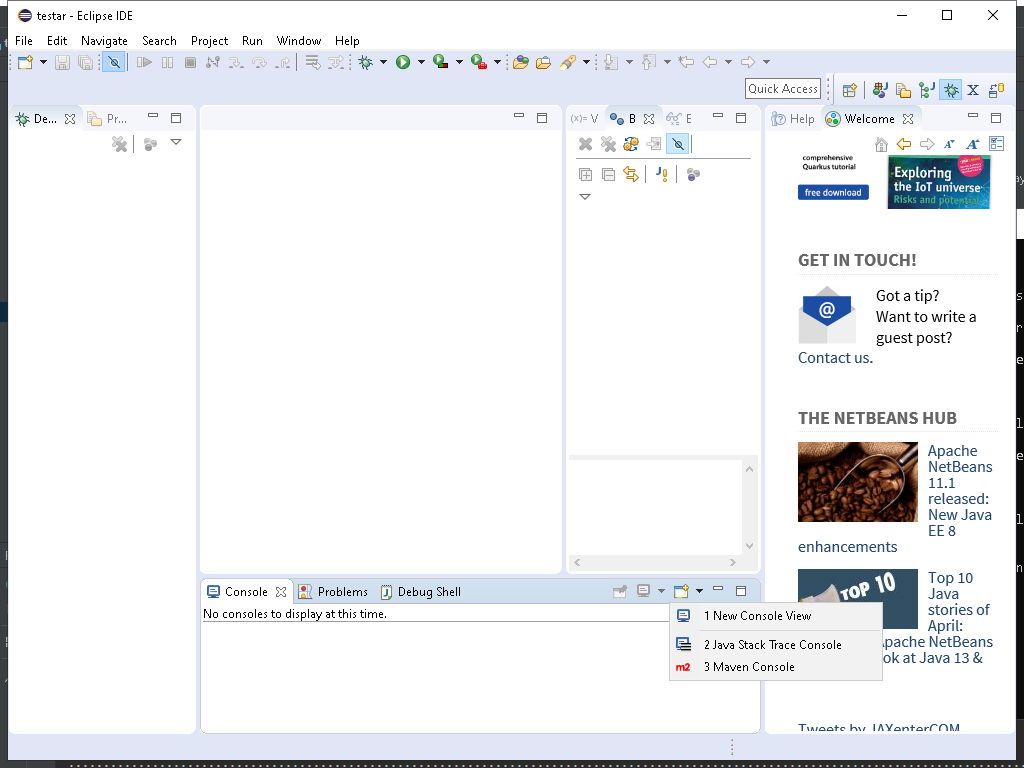 testar - Eclipse IDE
File Edit Navigate Search Project Run Window Help
Quick Access
De...
Pr...
(x)= V
B
E
Help
Welcome
comprehensive
Quarkus tutorial
free download
Exploring
the IoT universe
Risks and potential
GET IN TOUCH!
@
Got a tip?
Want to write a
guest post?
Contact us.
THE NETBEANS HUB
Apache
NetBeans
11.1
released:
New Java
EE 8
enhancements
TOP 10
Top 10
Java
stories of
April:
Apache NetBeans
ok at Java 13 &
Tweets by JAXenterCOM
Console
Problems
Debug Shell
No consoles to display at this time.
1 New Console View
2 Java Stack Trace Console
m2 3 Maven Console